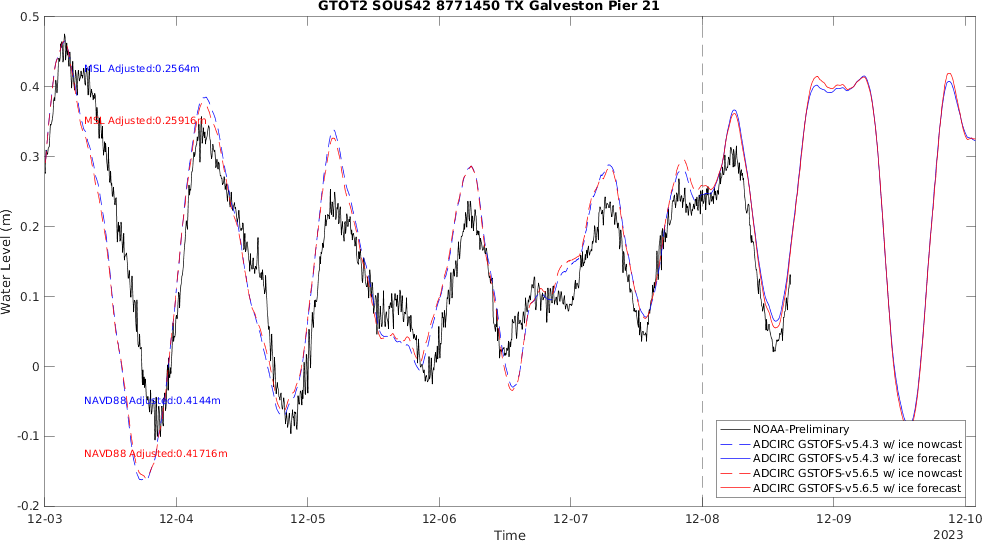 GTOT2 SOUS42 8771450 TX Galveston Pier 21
0.5
0.4
0.3
0.2
0.1
0
-0.1
-0.2
Water Level (m)
MSL Adjusted:0.2564m
MSL Adjusted:0.25916m
NAVD88 Adjusted:0.4144m
NAVD88 Adjusted:0.41716m
NOAA-Preliminary
ADCIRC GSTOFS-v5.4.3 w/ ice nowcast
ADCIRC GSTOFS-v5.4.3 w/ ice forecast
ADCIRC GSTOFS-v5.6.5 w/ ice nowcast
ADCIRC GSTOFS-v5.6.5 w/ ice forecast
12-03 12-04 12-05 12-06 12-07 12-08 12-09 12-10
Time
2023